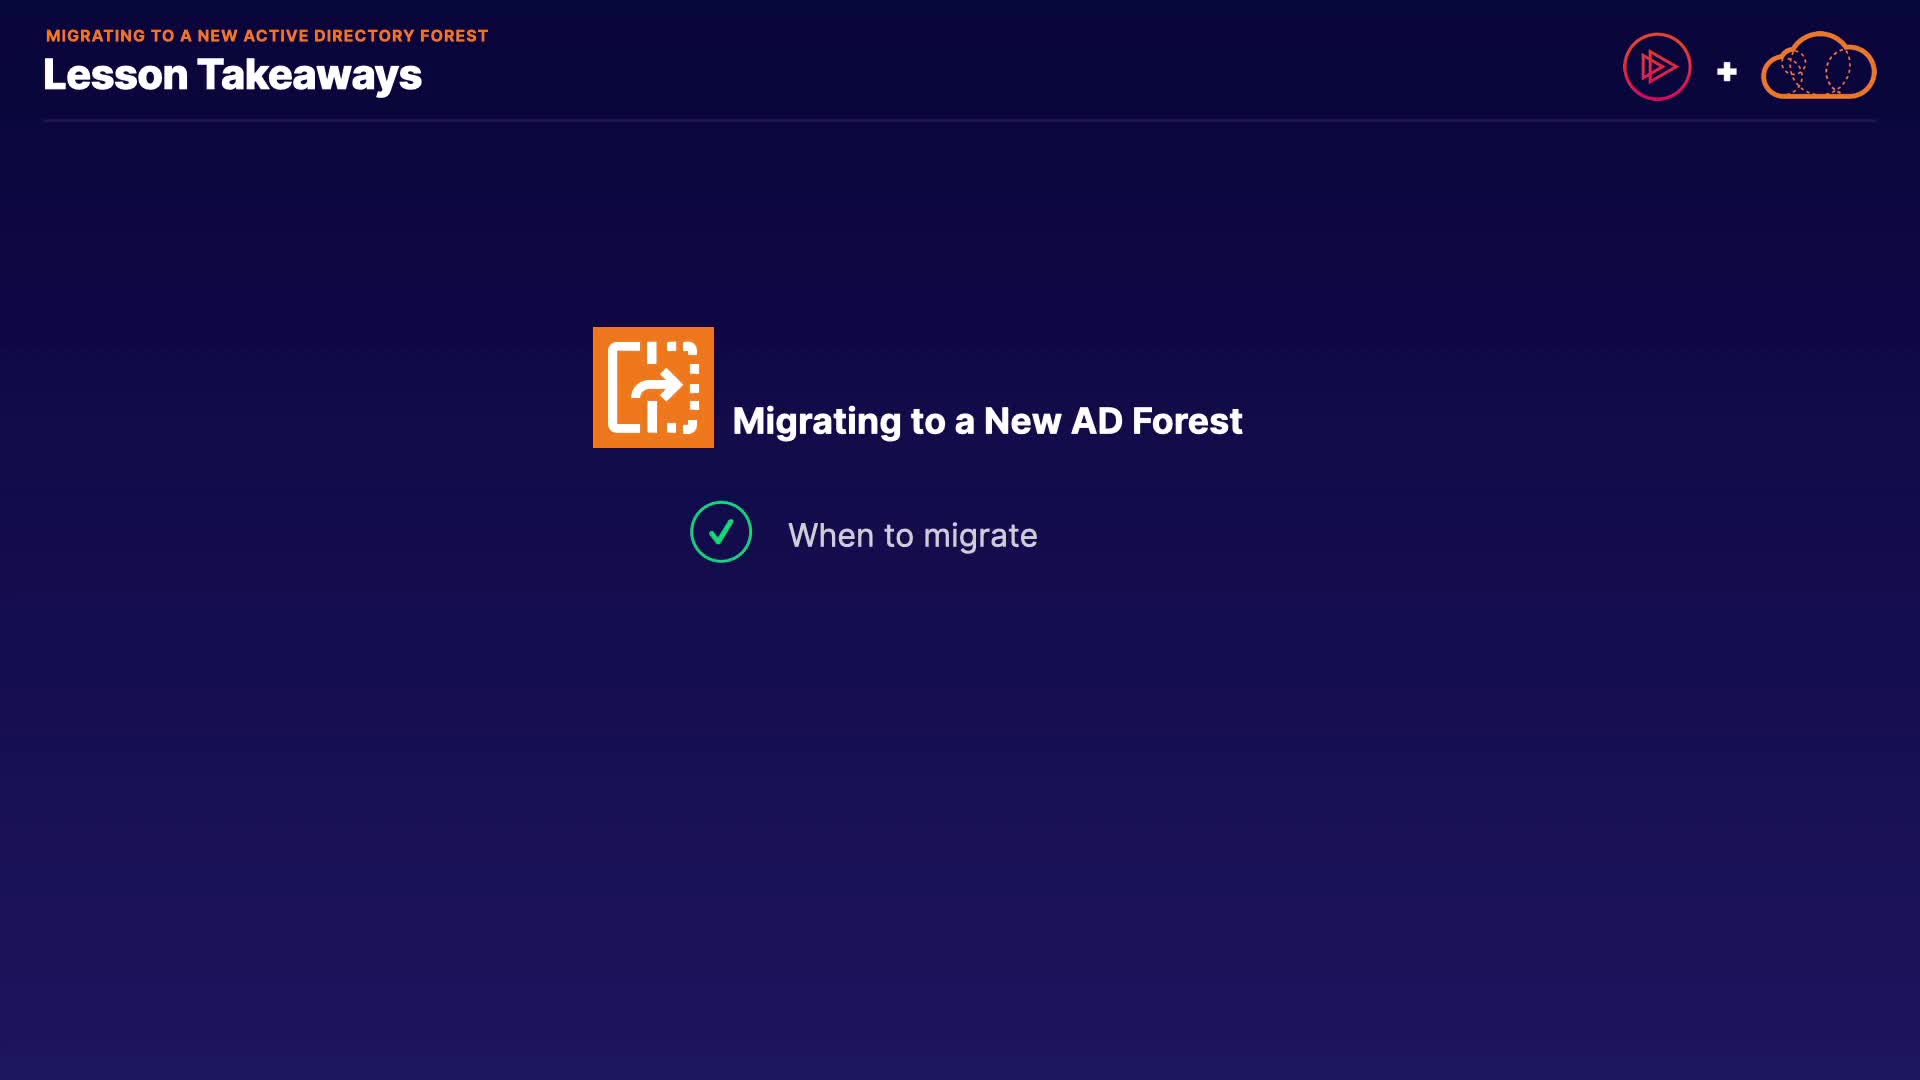 MIGRATING TO A NEW ACTIVE DIRECTORY FOREST
Lesson Takeaways
Migrating to a New AD Forest
When to migrate